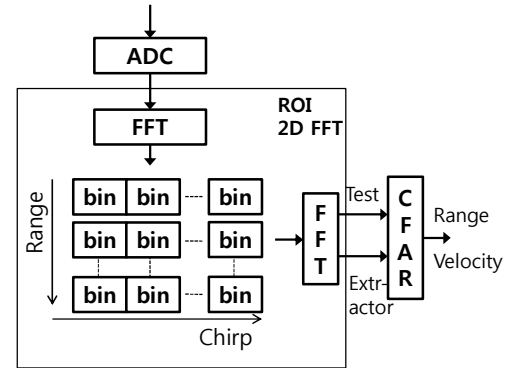 ADC
ROI
2D FFT
FFT
Range
bin bin bin
bin bin bin
bin bin bin
Chirp
F
F
T
Test
Extr-
actor
C
F
A
R
Range
Velocity